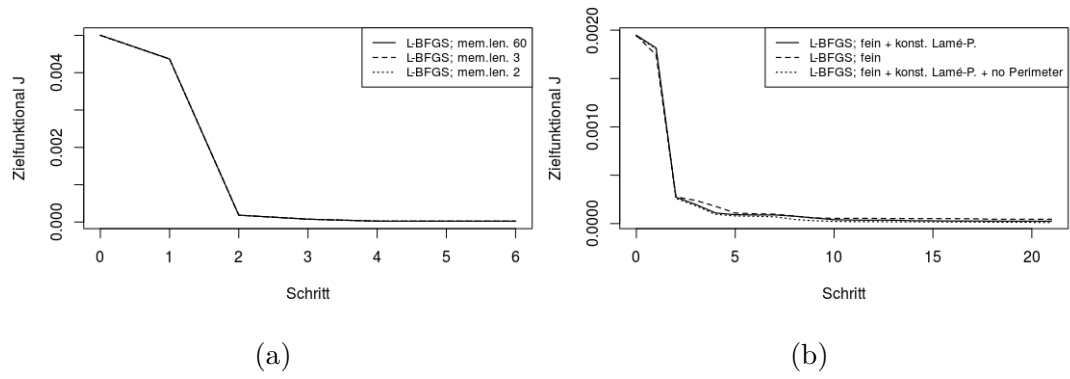 L-BFGS; mem.len. 60
L-BFGS; mem.len. 3
L-BFGS; mem.len. 2
Zielfunktional J
0.004
0.002
0.000
0 1 2 3 4 5 6
Schritt
(a)
L-BFGS; fein + konst. Lamé-P.
L-BFGS; fein
L-BFGS; fein + konst. Lamé-P. + no Perimeter
Zielfunktional J
0.0020
0.0010
0.0000
0 5 10 15 20
Schritt
(b)